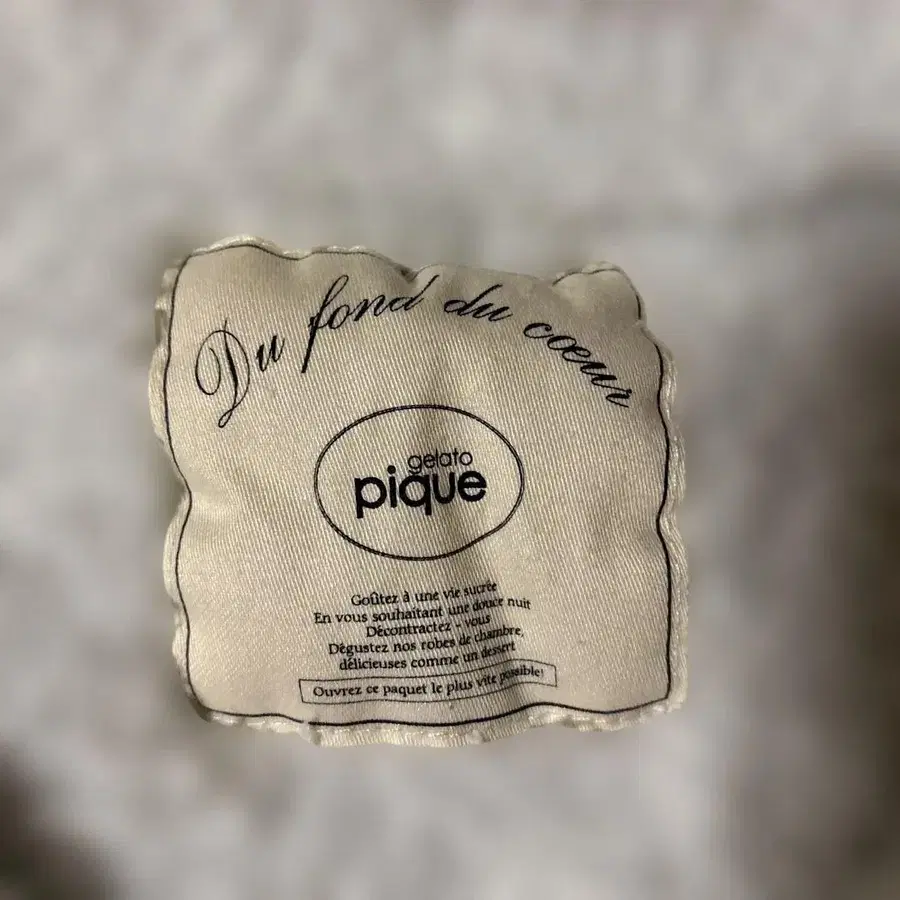 Du fond du cœur
gelato
pique
Goûtez à une vie sucrée
En vous souhaitant une douce nuit
Décontractez - vous
Dégustez nos robes de chambre,
délicieuses comme un dessert
Ouvrez ce paquet le plus vite possible!